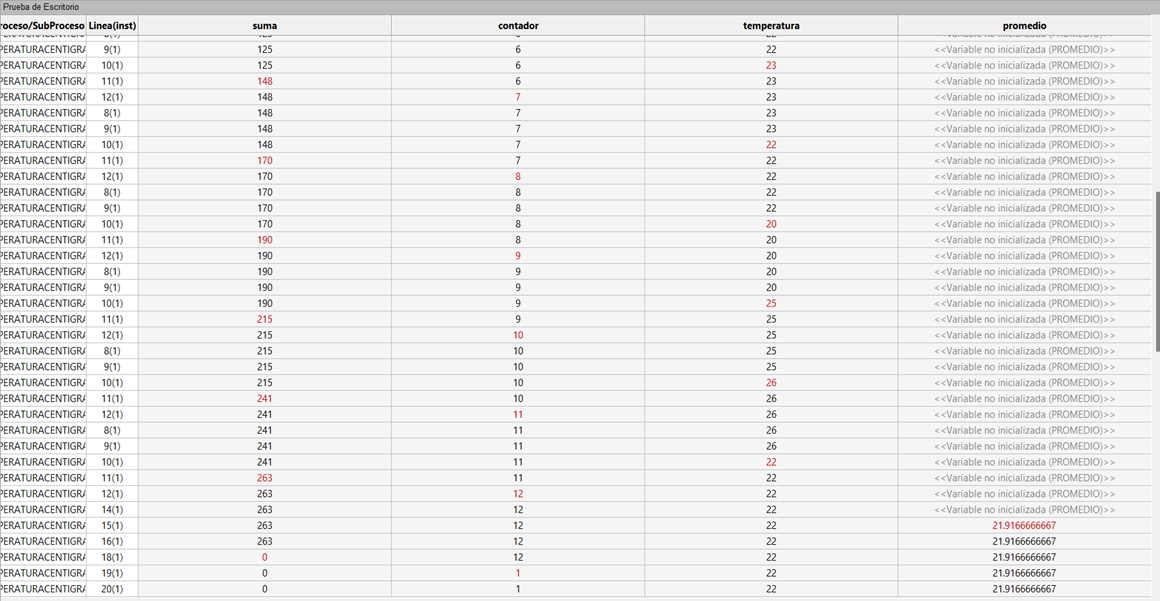 Prueba de Escritorio
roceso/SubProceso Linea(inst) suma contador temperatura promedio
PERATURACENTIGRA 9(1) 125 6 22 <<Variable no inicializada (PROMEDIO)>>
PERATURACENTIGRA 10(1) 125 6 23 <<Variable no inicializada (PROMEDIO)>>
PERATURACENTIGRA 11(1) 148 6 23 <<Variable no inicializada (PROMEDIO)>>
PERATURACENTIGRA 12(1) 148 7 23 <<Variable no inicializada (PROMEDIO)>>
PERATURACENTIGRA 8(1) 148 7 23 <<Variable no inicializada (PROMEDIO)>>
PERATURACENTIGRA 9(1) 148 7 23 <<Variable no inicializada (PROMEDIO)>>
PERATURACENTIGRA 10(1) 148 7 22 <<Variable no inicializada (PROMEDIO)>>
PERATURACENTIGRA 11(1) 170 7 22 <<Variable no inicializada (PROMEDIO)>>
PERATURACENTIGRA 12(1) 170 8 22 <<Variable no inicializada (PROMEDIO)>>
PERATURACENTIGRA 8(1) 170 8 22 <<Variable no inicializada (PROMEDIO)>>
PERATURACENTIGRA 9(1) 170 8 22 <<Variable no inicializada (PROMEDIO)>>
PERATURACENTIGRA 10(1) 170 8 20 <<Variable no inicializada (PROMEDIO)>>
PERATURACENTIGRA 11(1) 190 8 20 <<Variable no inicializada (PROMEDIO)>>
PERATURACENTIGRA 12(1) 190 9 20 <<Variable no inicializada (PROMEDIO)>>
PERATURACENTIGRA 8(1) 190 9 20 <<Variable no inicializada (PROMEDIO)>>
PERATURACENTIGRA 9(1) 190 9 20 <<Variable no inicializada (PROMEDIO)>>
PERATURACENTIGRA 10(1) 190 9 25 <<Variable no inicializada (PROMEDIO)>>
PERATURACENTIGRA 11(1) 215 9 25 <<Variable no inicializada (PROMEDIO)>>
PERATURACENTIGRA 12(1) 215 10 25 <<Variable no inicializada (PROMEDIO)>>
PERATURACENTIGRA 8(1) 215 10 25 <<Variable no inicializada (PROMEDIO)>>
PERATURACENTIGRA 9(1) 215 10 25 <<Variable no inicializada (PROMEDIO)>>
PERATURACENTIGRA 10(1) 215 10 26 <<Variable no inicializada (PROMEDIO)>>
PERATURACENTIGRA 11(1) 241 10 26 <<Variable no inicializada (PROMEDIO)>>
PERATURACENTIGRA 12(1) 241 11 26 <<Variable no inicializada (PROMEDIO)>>
PERATURACENTIGRA 8(1) 241 11 26 <<Variable no inicializada (PROMEDIO)>>
PERATURACENTIGRA 9(1) 241 11 26 <<Variable no inicializada (PROMEDIO)>>
PERATURACENTIGRA 10(1) 241 11 22 <<Variable no inicializada (PROMEDIO)>>
PERATURACENTIGRA 11(1) 263 11 22 <<Variable no inicializada (PROMEDIO)>>
PERATURACENTIGRA 12(1) 263 12 22 <<Variable no inicializada (PROMEDIO)>>
PERATURACENTIGRA 14(1) 263 12 22 <<Variable no inicializada (PROMEDIO)>>
PERATURACENTIGRA 15(1) 263 12 22 21.9166666667
PERATURACENTIGRA 16(1) 263 12 22 21.9166666667
PERATURACENTIGRA 18(1) 0 12 22 21.9166666667
PERATURACENTIGRA 19(1) 0 1 22 21.9166666667
PERATURACENTIGRA 20(1) 0 1 22 21.9166666667